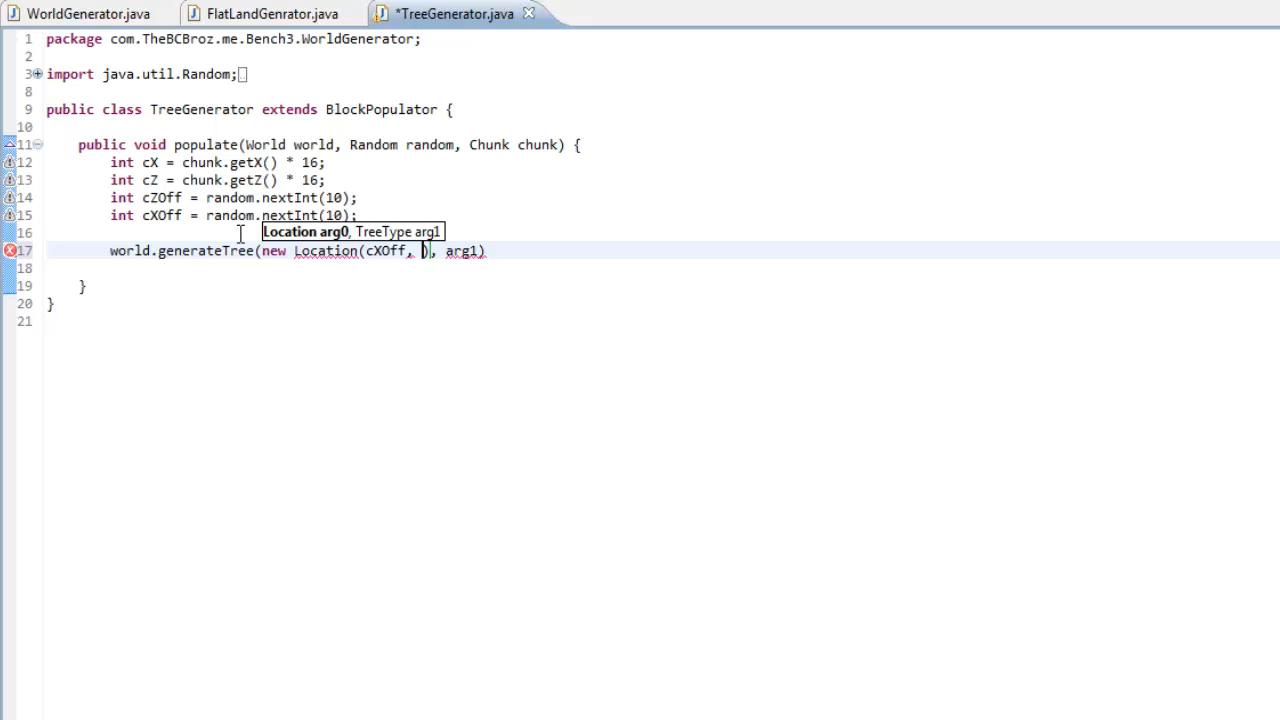 WorldGenerator.java FlatLandGenrator.java *TreeGenerator.java
1 package com.TheBCBroz.me.Bench3.WorldGenerator;
2
3 import java.util.Random;
8
9 public class TreeGenerator extends BlockPopulator {
10
11 public void populate(World world, Random random, Chunk chunk) {
12 int cX = chunk.getX() * 16;
13 int cZ = chunk.getZ() * 16;
14 int cZOff = random.nextInt(10);
15 int cXOff = random.nextInt(10);
16 Location arg0, TreeType arg1
17 world.generateTree(new Location(cXOff, ), arg1)
18
19 }
20 }
21